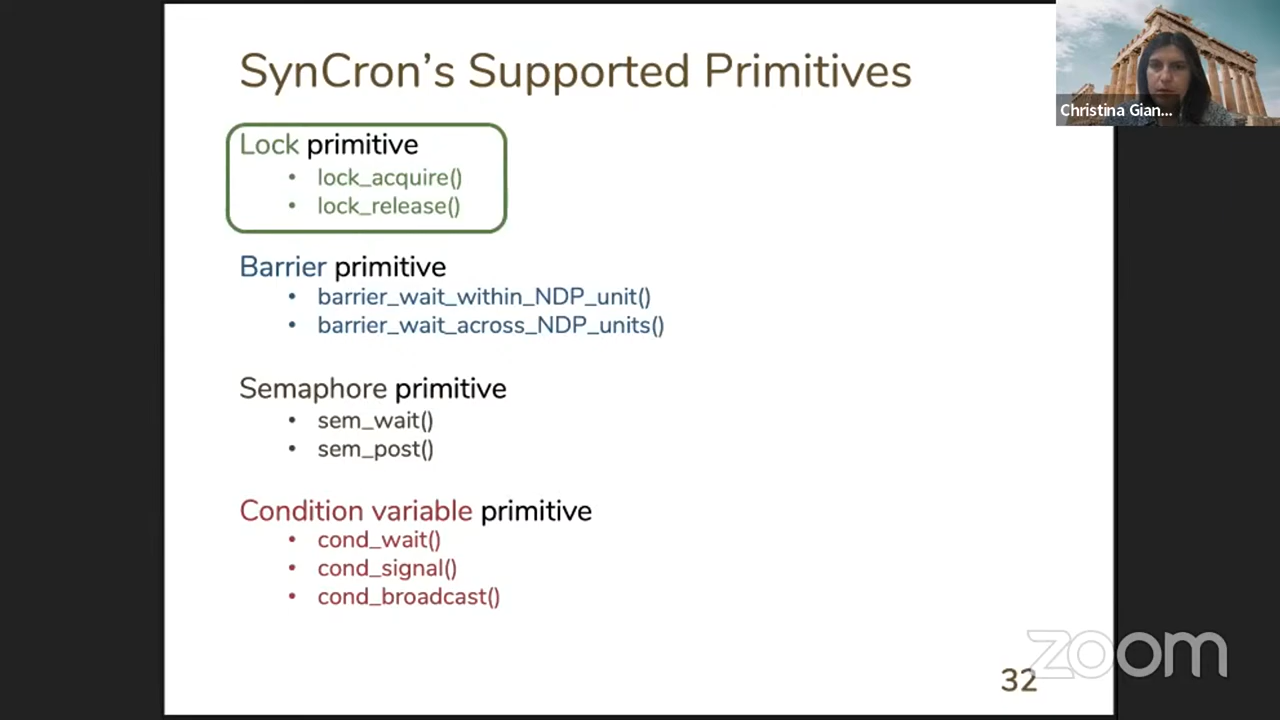 SynCron's Supported Primitives
Christina Gian...
Lock primitive
• lock_acquire()
• lock_release()
Barrier primitive
• barrier_wait_within_NDP_unit()
• barrier_wait_across_NDP_units()
Semaphore primitive
• sem_wait()
• sem_post()
Condition variable primitive
• cond_wait()
• cond_signal()
• cond_broadcast()
zoom
32